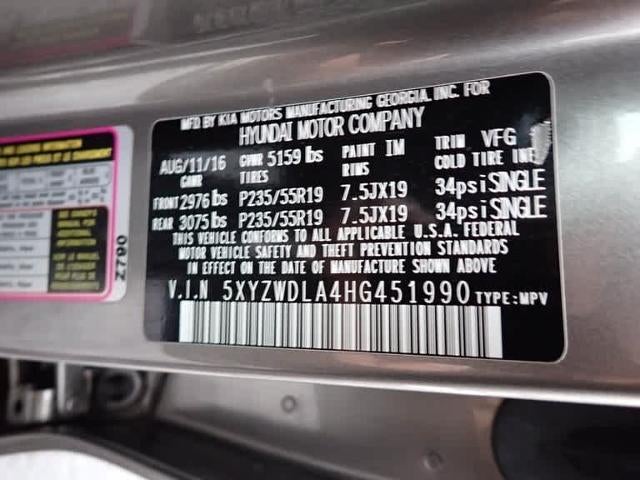 MFD BY KIA MOTORS MANUFACTURING GEORGIA, INC. FOR
HYUNDAI MOTOR COMPANY
AUG/11/16 GVWR 5159 lbs PAINT IM TRIM VFG
GAWR TIRES RIMS COLD TIRE INF
FRONT 2976 lbs P235/55R19 7.5JX19 34psi SINGLE
REAR 3075 lbs P235/55R19 7.5JX19 34psi SINGLE
THIS VEHICLE CONFORMS TO ALL APPLICABLE U.S.A. FEDERAL
MOTOR VEHICLE SAFETY AND THEFT PREVENTION STANDARDS
IN EFFECT ON THE DATE OF MANUFACTURE SHOWN ABOVE
V.I.N 5XYZWDLA4HG451990 TYPE:MPV
Z790